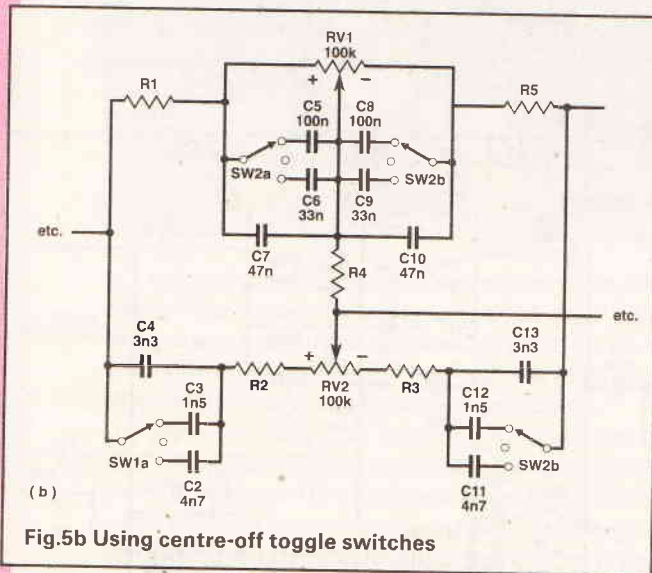 RV1
100k
+ −
R1
R5
C5
100n
C8
100n
SW2a
SW2b
C6
33n
C9
33n
etc.
C7
47n
C10
47n
R4
etc.
C4
3n3
C13
3n3
+ −
R2
RV2
100k
R3
C3
1n5
C12
1n5
SW1a
SW2b
C2
4n7
C11
4n7
(b)
Fig.5b Using centre-off toggle switches